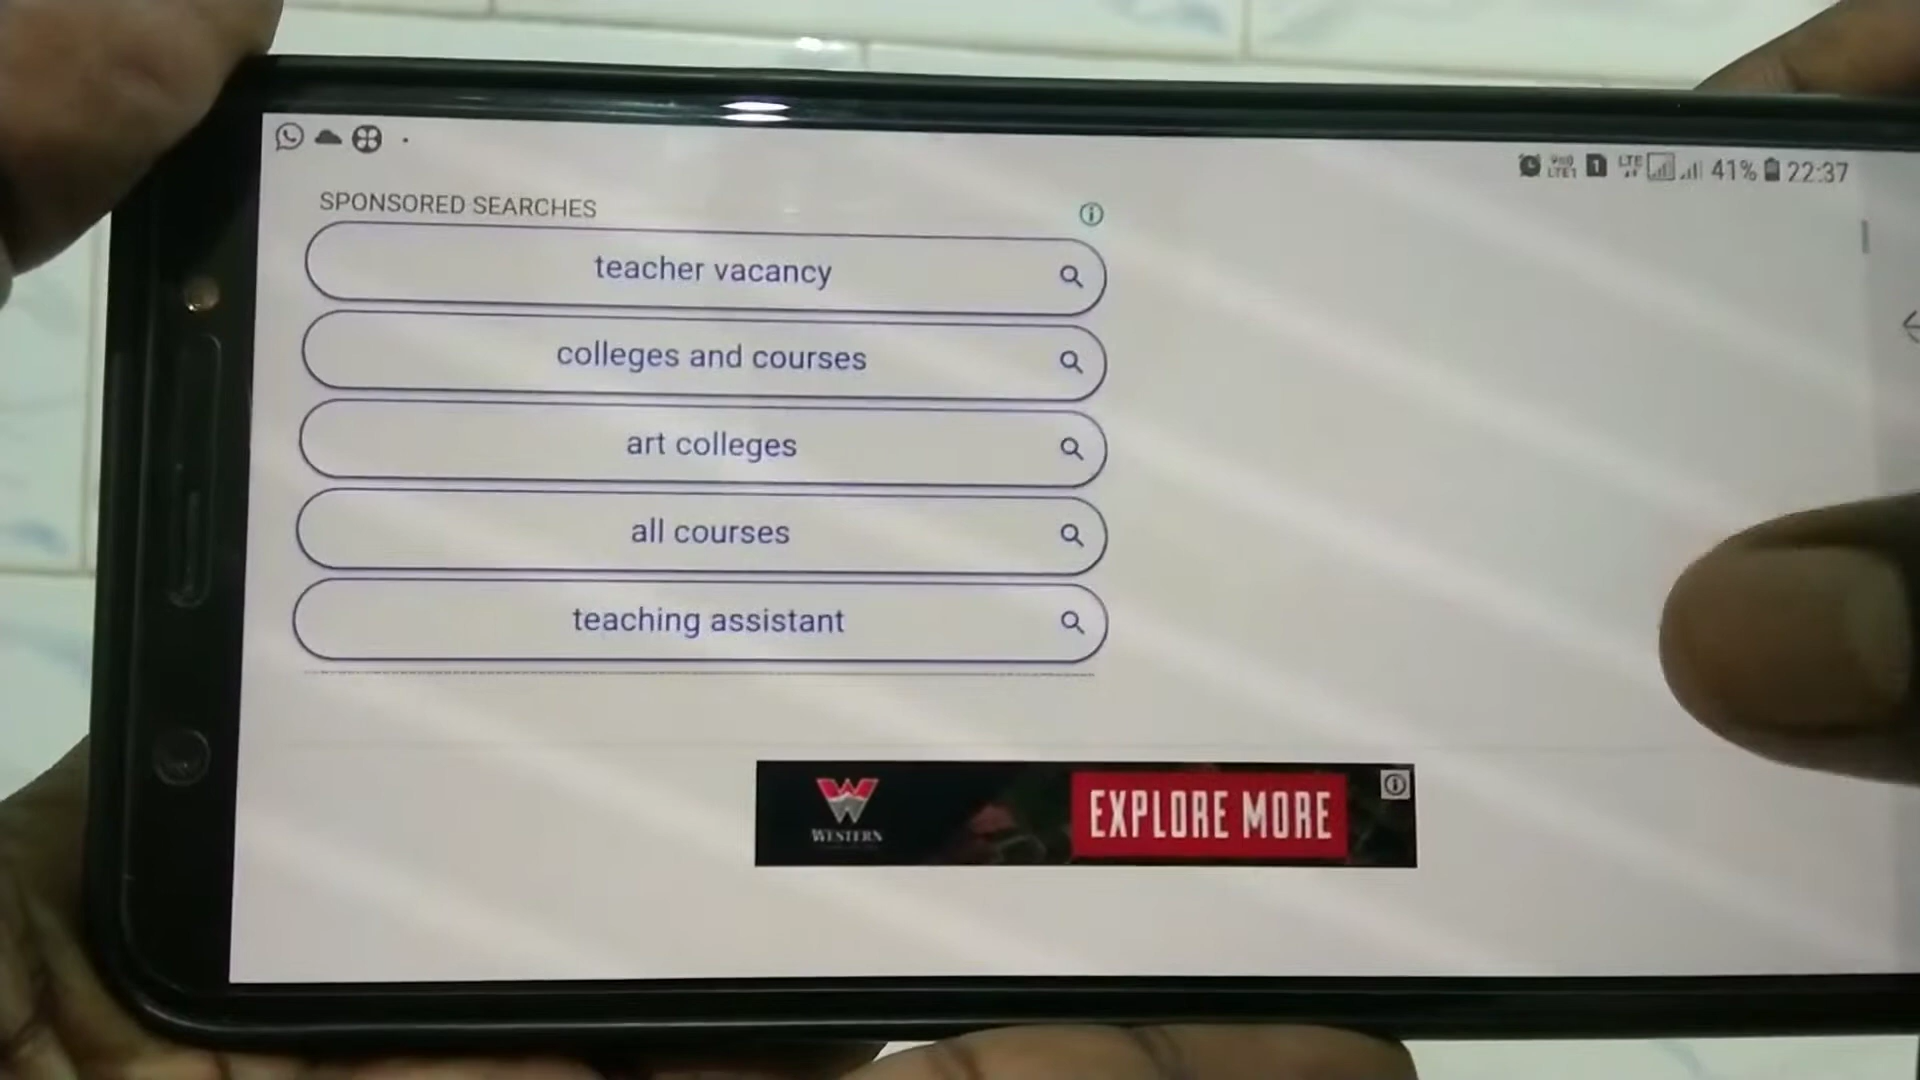 41% 22:37
SPONSORED SEARCHES
teacher vacancy
colleges and courses
art colleges
all courses
teaching assistant
WESTERN
EXPLORE MORE